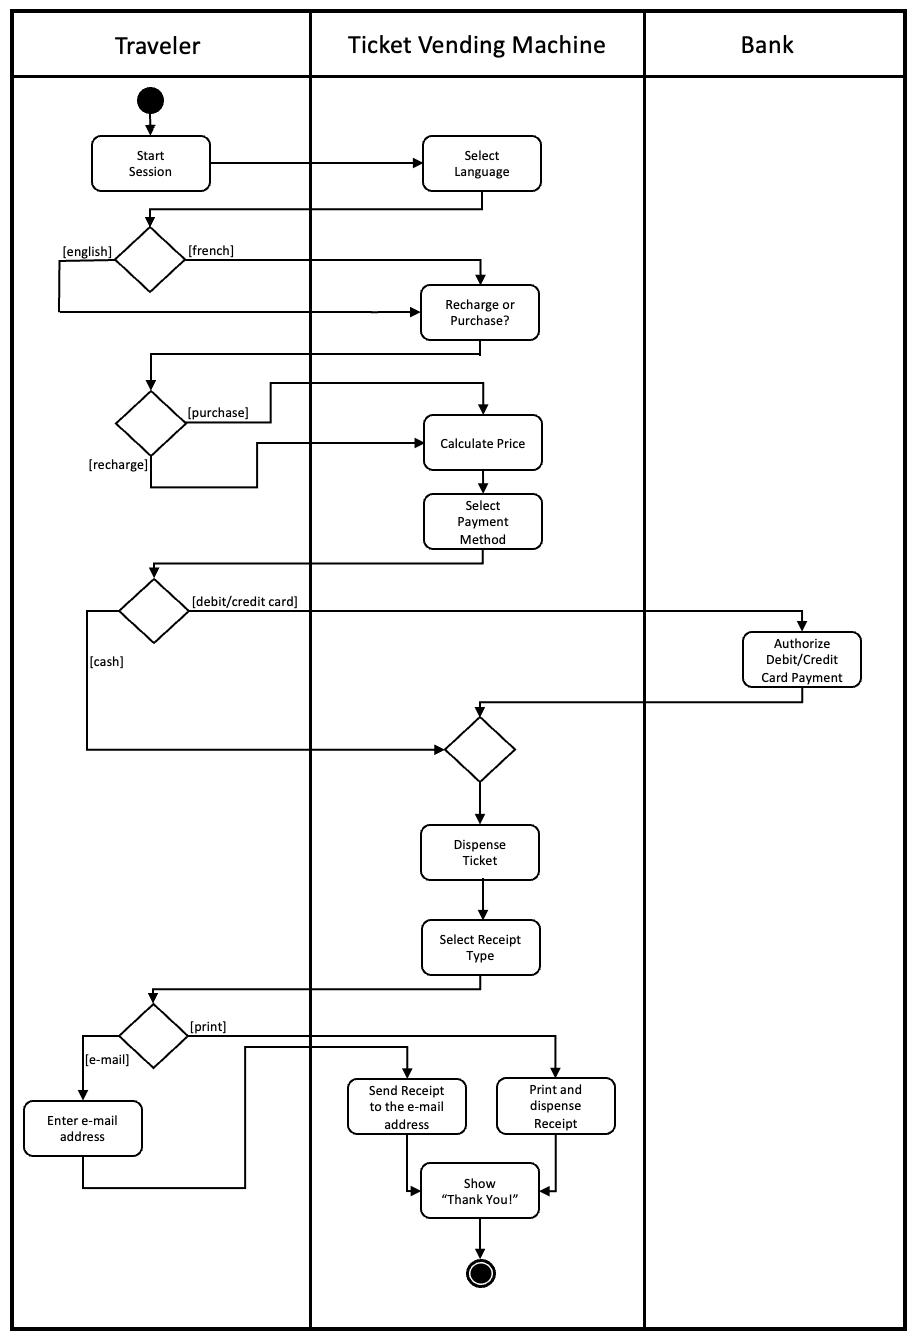 Traveler
Ticket Vending Machine
Bank
Start
Session
Select
Language
[english]
[french]
Recharge or
Purchase?
[purchase]
[recharge]
Calculate Price
Select
Payment
Method
[debit/credit card]
[cash]
Authorize
Debit/Credit
Card Payment
Dispense
Ticket
Select Receipt
Type
[print]
[e-mail]
Enter e-mail
address
Send Receipt
to the e-mail
address
Print and
dispense
Receipt
Show
“Thank You!”